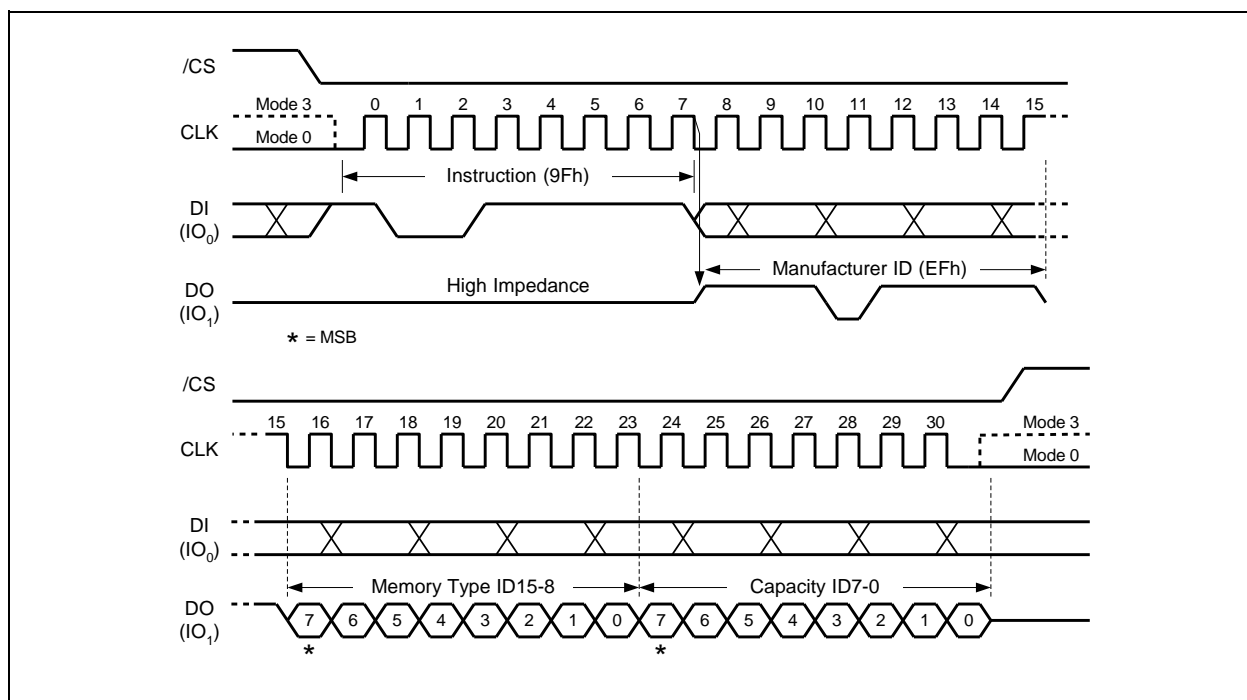 /CS
Mode 3
0 1 2 3 4 5 6 7 8 9 10 11 12 13 14 15
CLK
Mode 0
Instruction (9Fh)
DI
(IO0)
Manufacturer ID (EFh)
High Impedance
DO
(IO1)
* = MSB
/CS
15 16 17 18 19 20 21 22 23 24 25 26 27 28 29 30
Mode 3
CLK
Mode 0
DI
(IO0)
Memory Type ID15-8
Capacity ID7-0
DO
(IO1)
7 6 5 4 3 2 1 0 7 6 5 4 3 2 1 0
* *